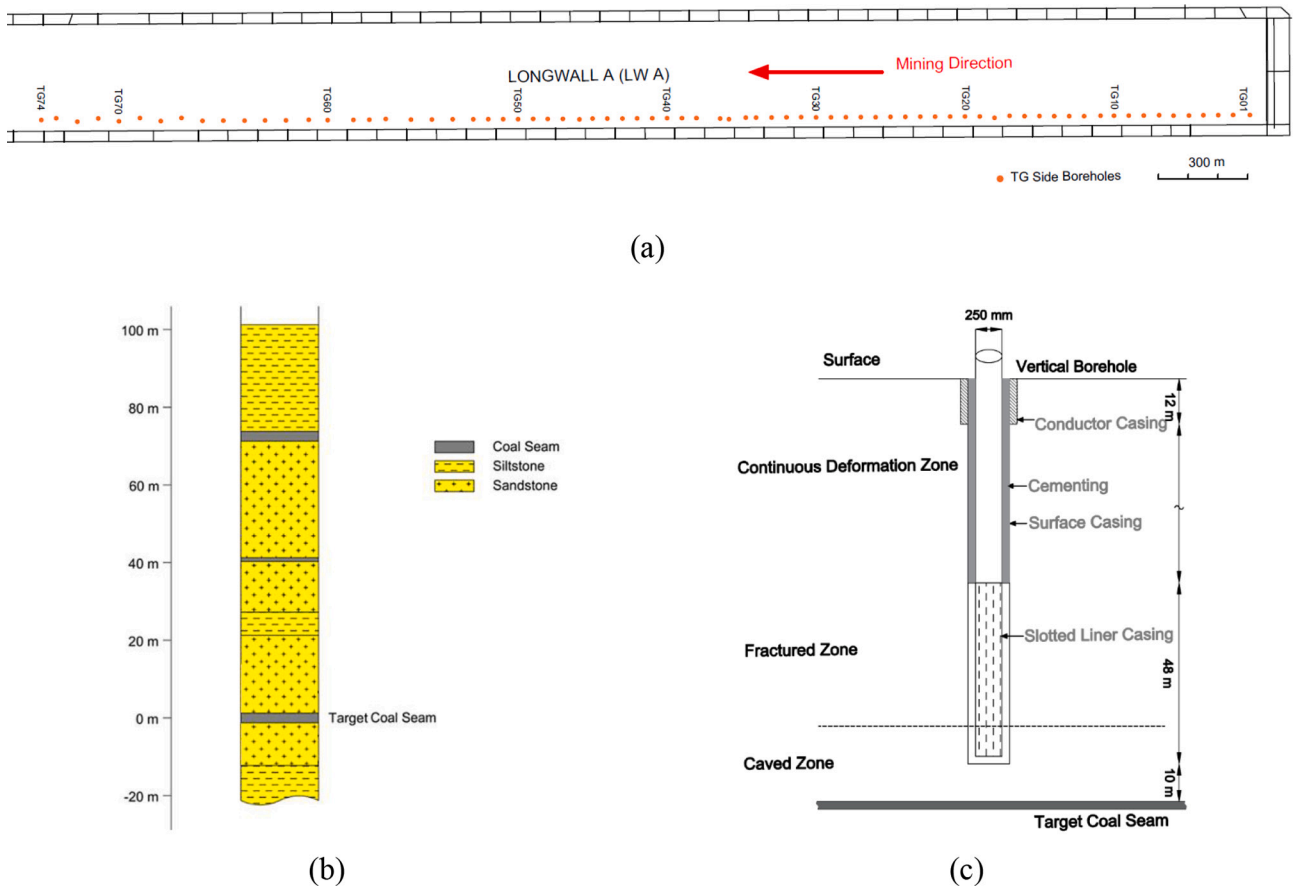 LONGWALL A (LW A)
Mining Direction
TG74
TG70
TG60
TG50
TG40
TG30
TG20
TG10
TG01
TG Side Boreholes
300 m
(a)
100 m
80 m
60 m
40 m
20 m
0 m
-20 m
Coal Seam
Siltstone
Sandstone
Target Coal Seam
(b)
250 mm
Surface
Vertical Borehole
12 m
Conductor Casing
Continuous Deformation Zone
Cementing
Surface Casing
Slotted Liner Casing
Fractured Zone
48 m
Caved Zone
10 m
Target Coal Seam
(c)